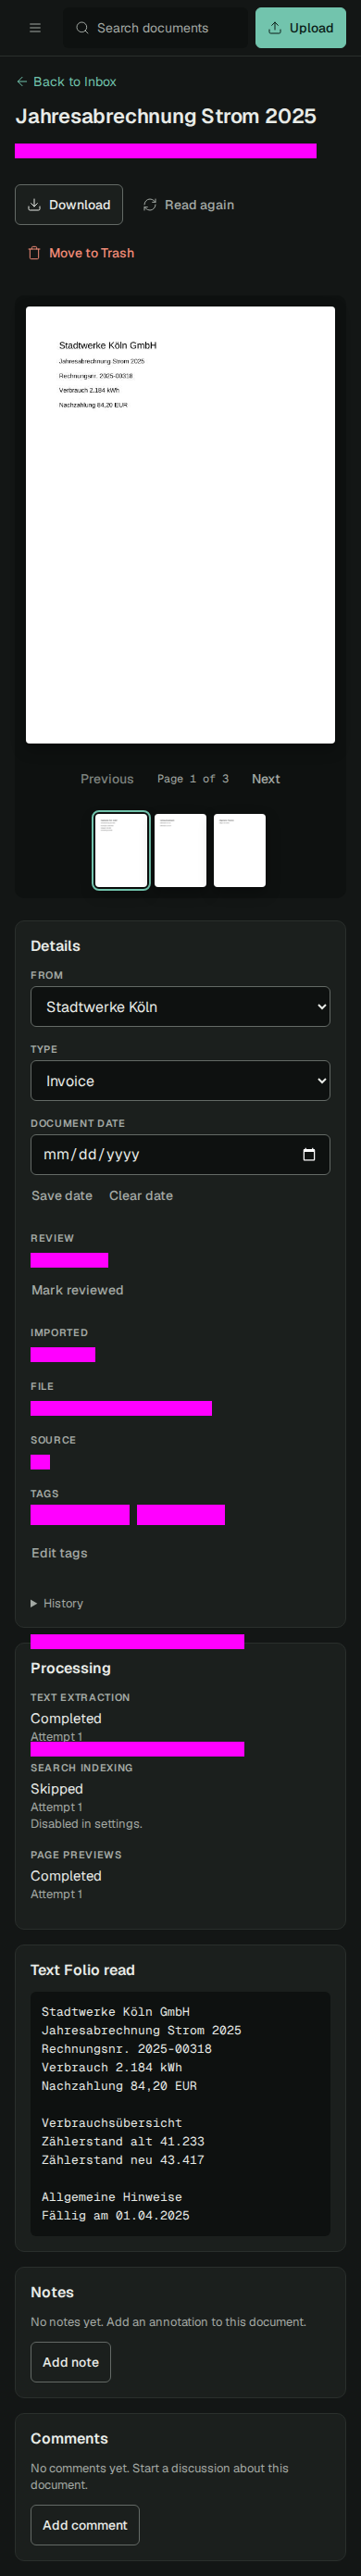 Search documents
Upload
Back to Inbox
Jahresabrechnung Strom 2025
Download
Read again
Move to Trash
Stadtwerke Köln GmbH
Jahresabrechnung Strom 2025
Rechnungsnr. 2025-00318
Verbrauch 2.184 kWh
Nachzahlung 84,20 EUR
Previous Page 1 of 3 Next
Details
FROM
Stadtwerke Köln
TYPE
Invoice
DOCUMENT DATE
mm/dd/yyyy
Save date Clear date
REVIEW
Mark reviewed
IMPORTED
FILE
SOURCE
TAGS
Edit tags
History
Processing
TEXT EXTRACTION
Completed
Attempt 1
SEARCH INDEXING
Skipped
Attempt 1
Disabled in settings.
PAGE PREVIEWS
Completed
Attempt 1
Text Folio read
Stadtwerke Köln GmbH
Jahresabrechnung Strom 2025
Rechnungsnr. 2025-00318
Verbrauch 2.184 kWh
Nachzahlung 84,20 EUR
Verbrauchsübersicht
Zählerstand alt 41.233
Zählerstand neu 43.417
Allgemeine Hinweise
Fällig am 01.04.2025
Notes
No notes yet. Add an annotation to this document.
Add note
Comments
No comments yet. Start a discussion about this
document.
Add comment